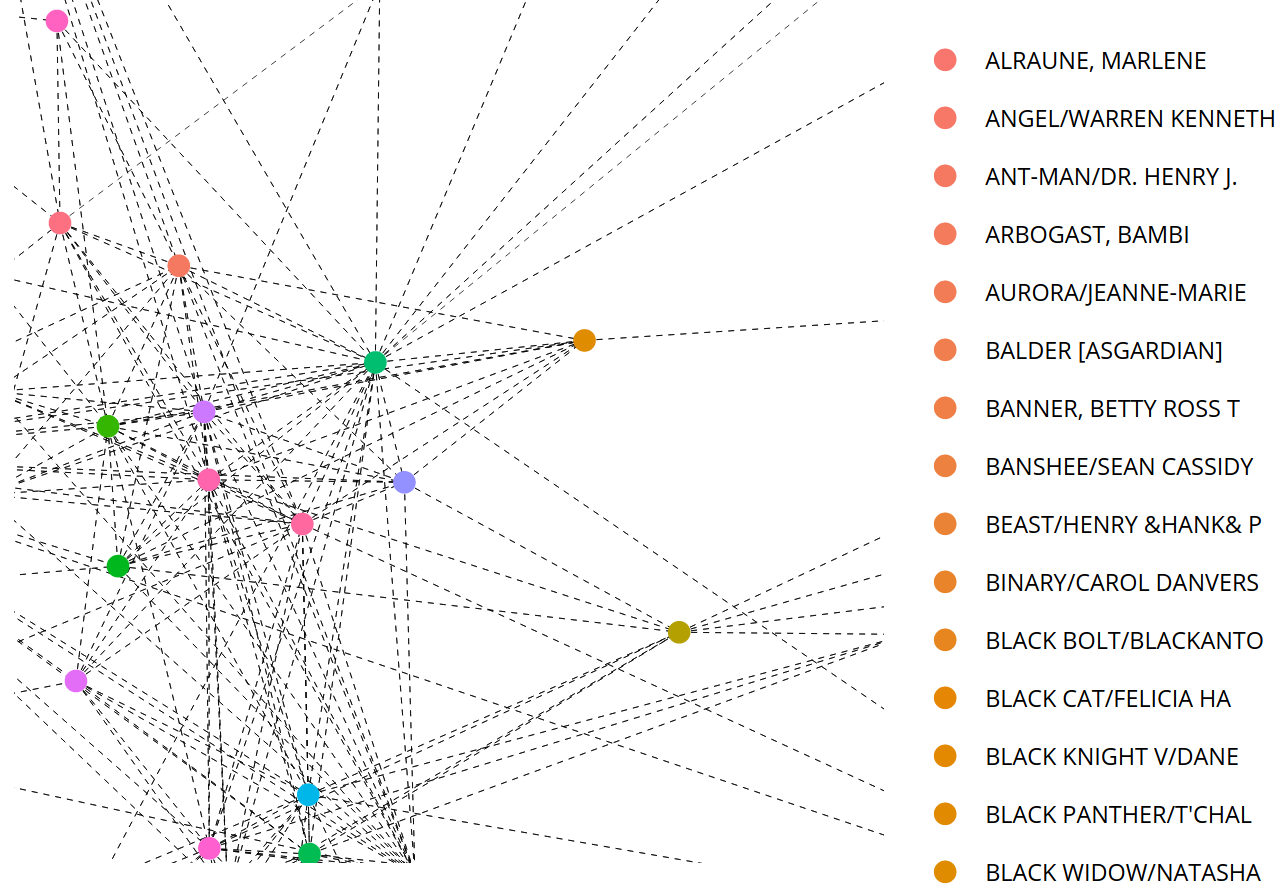 ALRAUNE, MARLENE
ANGEL/WARREN KENNETH
ANT-MAN/DR. HENRY J.
ARBOGAST, BAMBI
AURORA/JEANNE-MARIE
BALDER [ASGARDIAN]
BANNER, BETTY ROSS T
BANSHEE/SEAN CASSIDY
BEAST/HENRY &HANK& P
BINARY/CAROL DANVERS
BLACK BOLT/BLACKANTO
BLACK CAT/FELICIA HA
BLACK KNIGHT V/DANE
BLACK PANTHER/T'CHAL
BLACK WIDOW/NATASHA